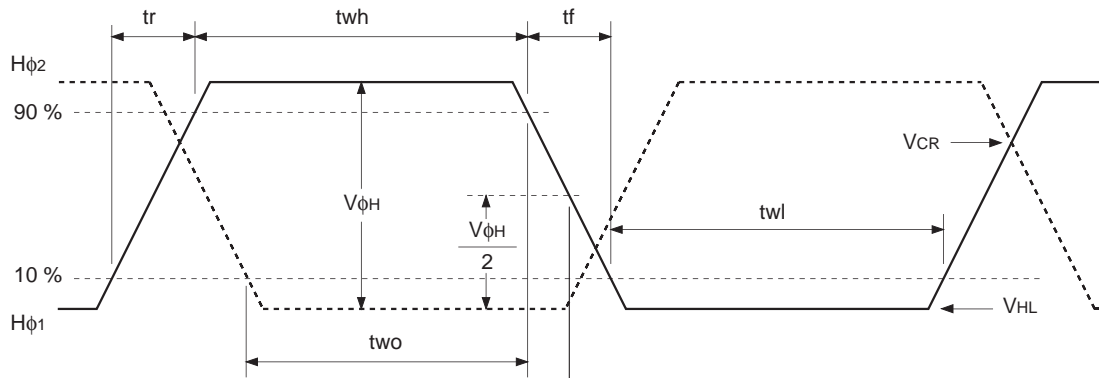 tr
twh
tf
Hϕ2
90 %
VCR
VϕH
VϕH
2
twl
10 %
Hϕ1
VHL
two